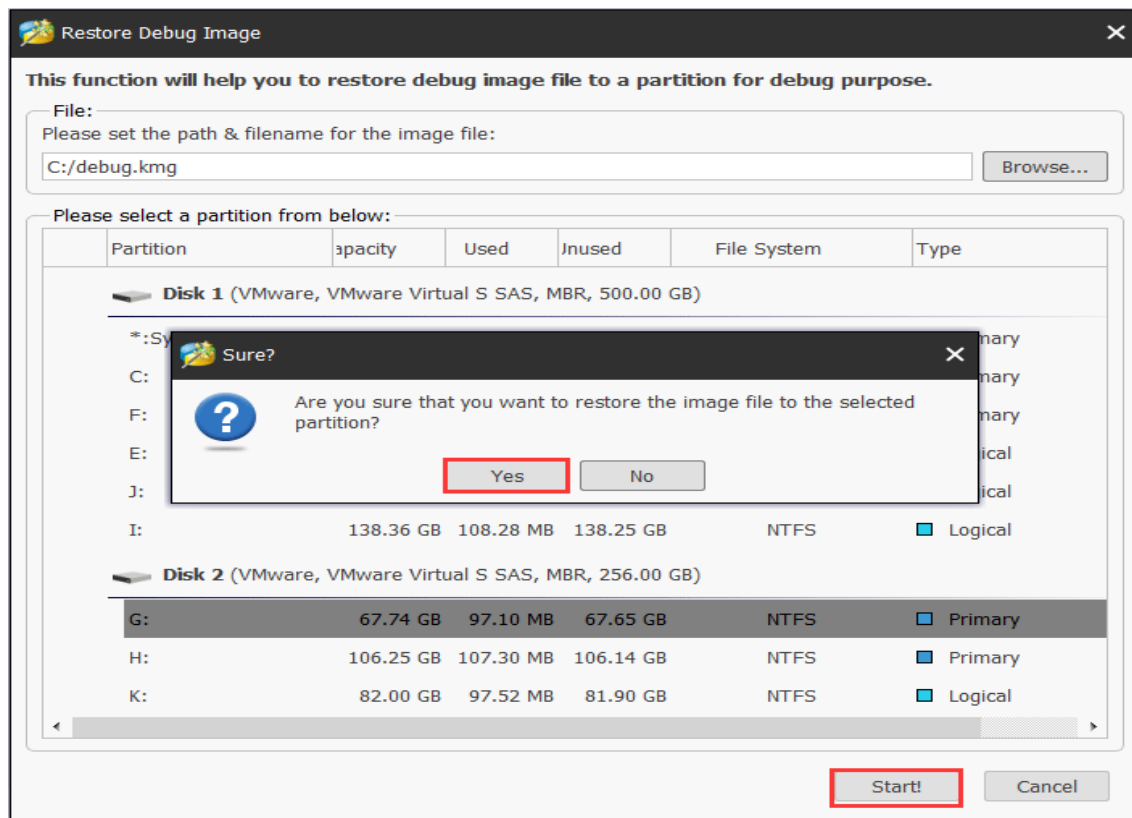 Restore Debug Image
This function will help you to restore debug image file to a partition for debug purpose.
File:
Please set the path & filename for the image file:
C:/debug.kmg
Browse...
Please select a partition from below:
Partition apacity Used Unused File System Type
Disk 1 (VMware, VMware Virtual S SAS, MBR, 500.00 GB)
*:Sy mary
C: mary
F: mary
E: ical
J: ical
Sure?
Are you sure that you want to restore the image file to the selected
partition?
Yes No
I: 138.36 GB 108.28 MB 138.25 GB NTFS Logical
Disk 2 (VMware, VMware Virtual S SAS, MBR, 256.00 GB)
G: 67.74 GB 97.10 MB 67.65 GB NTFS Primary
H: 106.25 GB 107.30 MB 106.14 GB NTFS Primary
K: 82.00 GB 97.52 MB 81.90 GB NTFS Logical
Start! Cancel